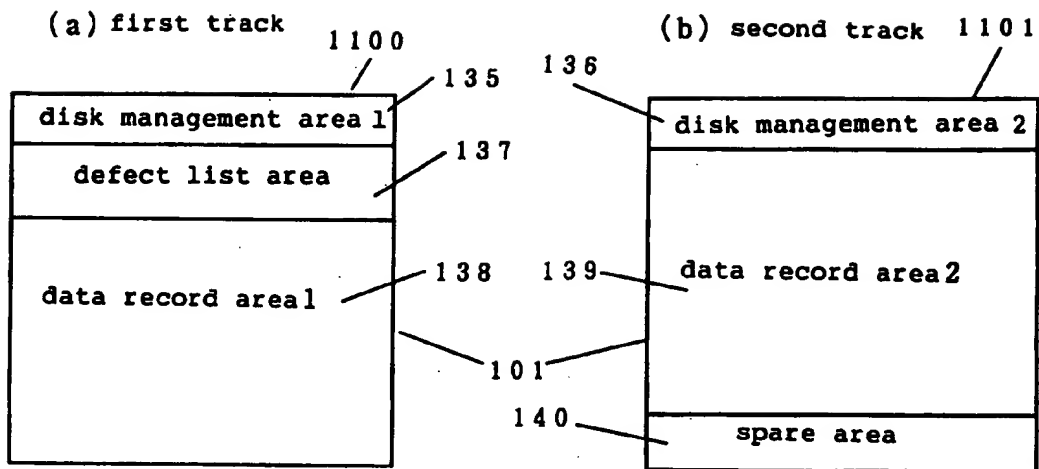 (a) first track
1100
135
disk management area 1
137
defect list area
138
data record area1
101
(b) second track
1101
136
disk management area 2
139
data record area2
140
spare area